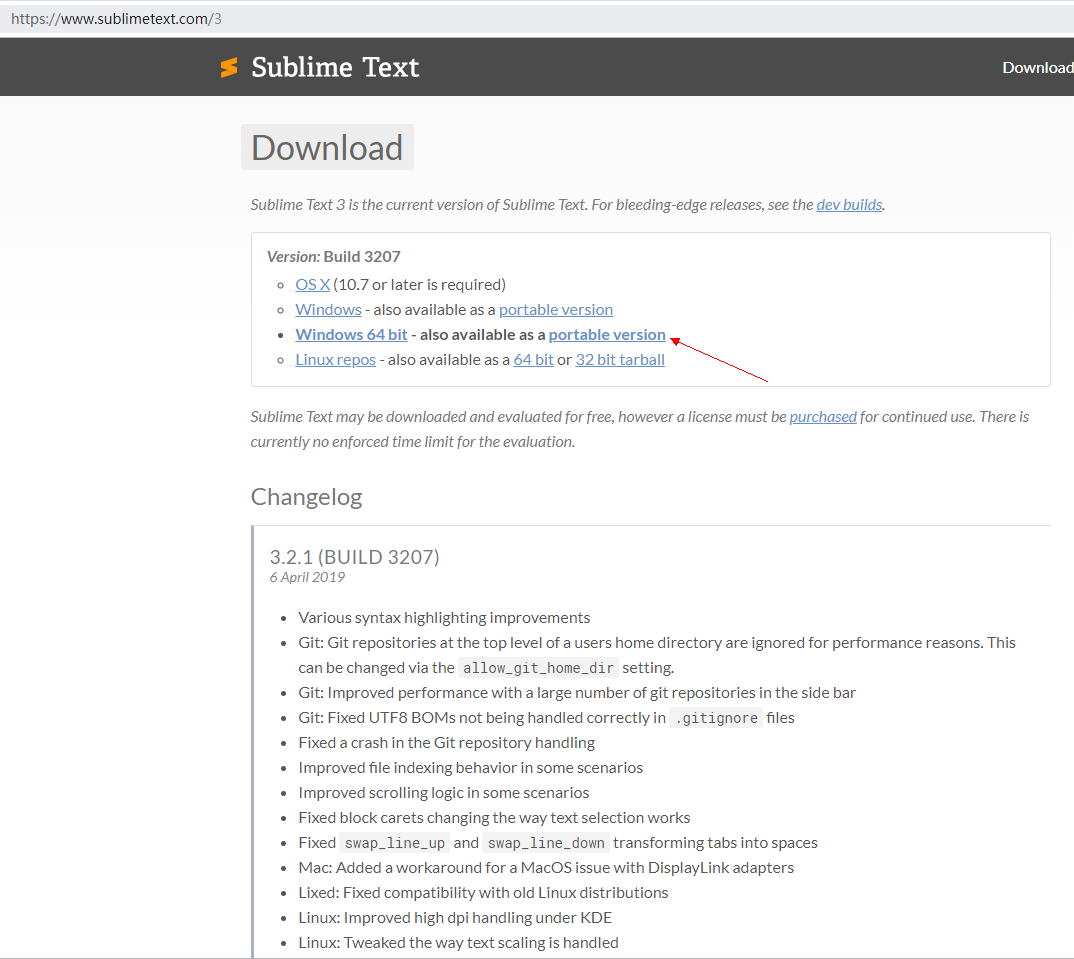 https://www.sublimetext.com/3
Sublime Text
Download
Download
Sublime Text 3 is the current version of Sublime Text. For bleeding-edge releases, see the dev builds.
Version: Build 3207
OS X (10.7 or later is required)
Windows - also available as a portable version
Windows 64 bit - also available as a portable version
Linux repos - also available as a 64 bit or 32 bit tarball
Sublime Text may be downloaded and evaluated for free, however a license must be purchased for continued use. There is
currently no enforced time limit for the evaluation.
Changelog
3.2.1 (BUILD 3207)
6 April 2019
Various syntax highlighting improvements
Git: Git repositories at the top level of a users home directory are ignored for performance reasons. This
can be changed via the allow_git_home_dir setting.
Git: Improved performance with a large number of git repositories in the side bar
Git: Fixed UTF8 BOMs not being handled correctly in .gitignore files
Fixed a crash in the Git repository handling
Improved file indexing behavior in some scenarios
Improved scrolling logic in some scenarios
Fixed block carets changing the way text selection works
Fixed swap_line_up and swap_line_down transforming tabs into spaces
Mac: Added a workaround for a MacOS issue with DisplayLink adapters
Lixed: Fixed compatibility with old Linux distributions
Linux: Improved high dpi handling under KDE
Linux: Tweaked the way text scaling is handled